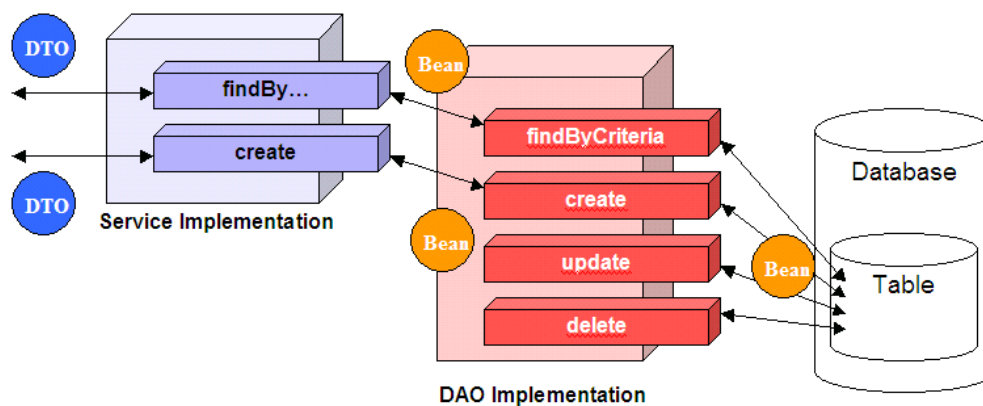 DTO
findBy...
create
DTO
Service Implementation
Bean
findByCriteria
create
Bean
update
delete
DAO Implementation
Bean
Database
Table